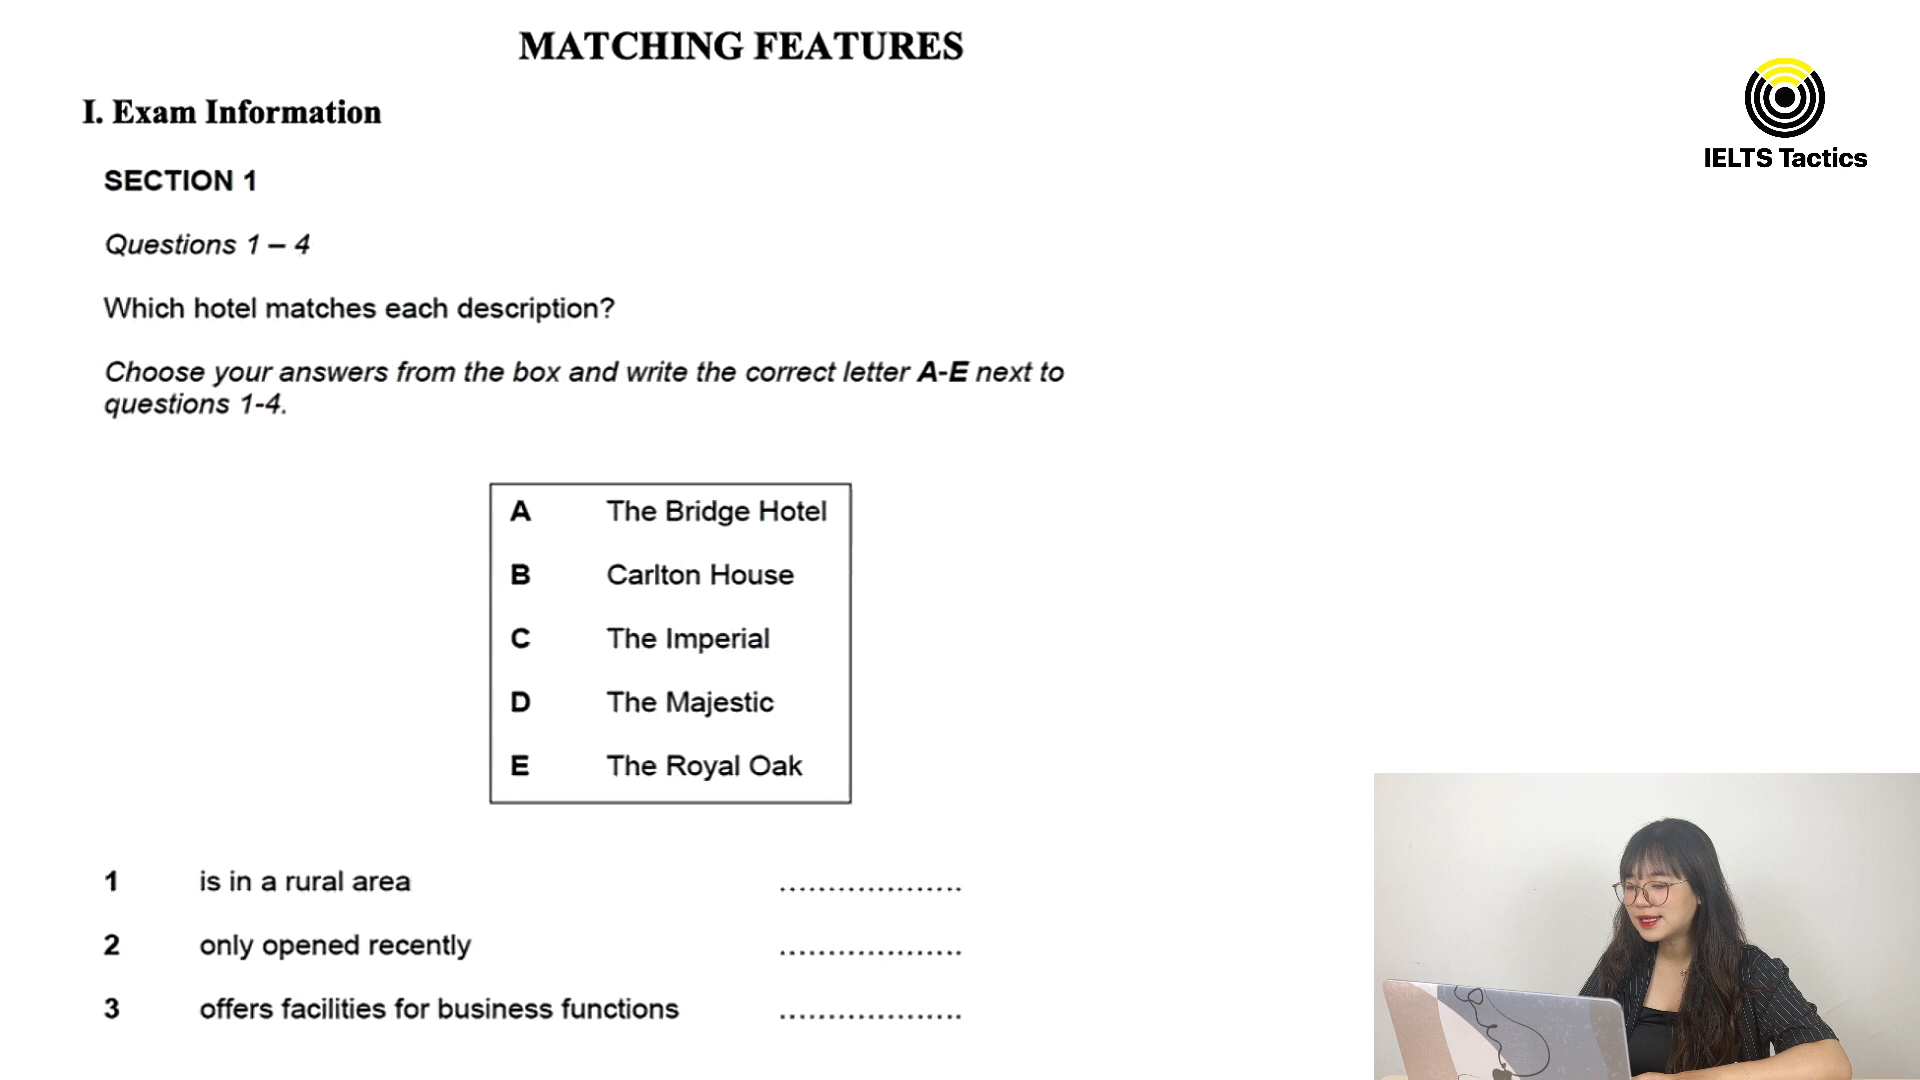 MATCHING FEATURES
I. Exam Information
IELTS Tactics
SECTION 1
Questions 1 – 4
Which hotel matches each description?
Choose your answers from the box and write the correct letter A-E next to
questions 1-4.
A The Bridge Hotel
B Carlton House
C The Imperial
D The Majestic
E The Royal Oak
1 is in a rural area ...................
2 only opened recently ...................
3 offers facilities for business functions ...................